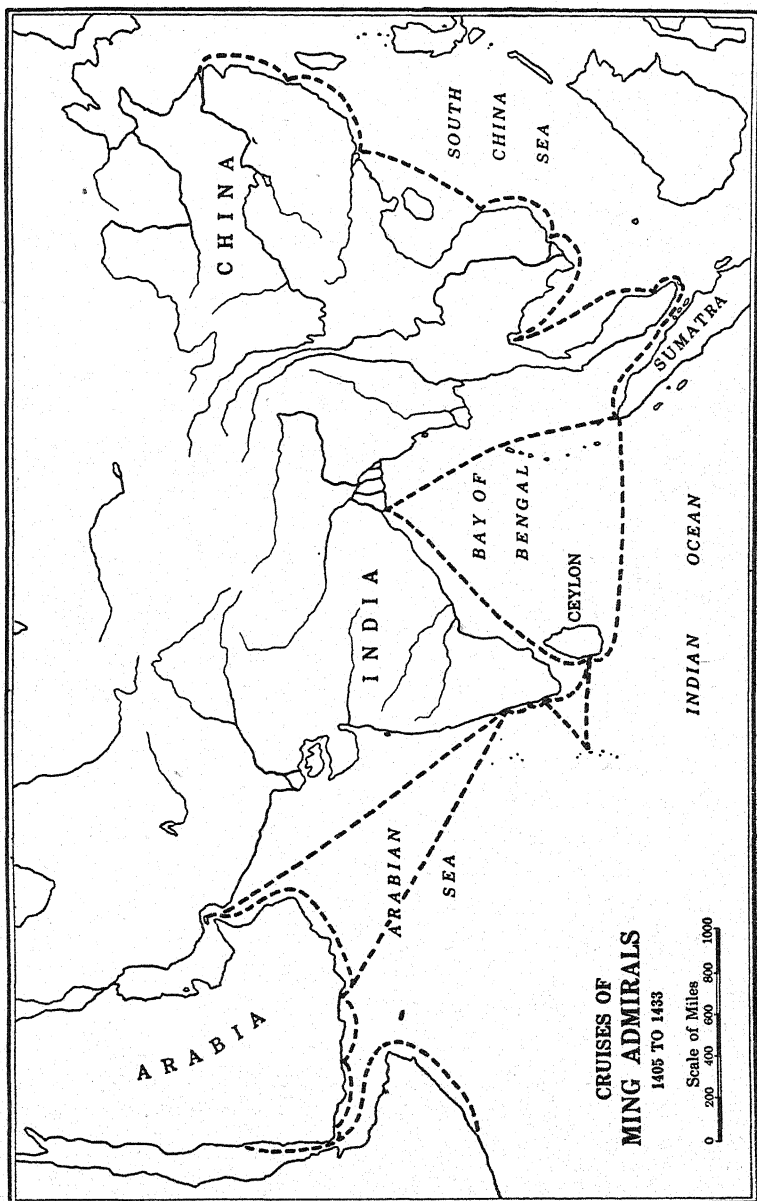 CHINA
SOUTH
CHINA
SEA
SUMATRA
BAY OF
BENGAL
INDIA
CEYLON
INDIAN OCEAN
ARABIAN
SEA
ARABIA
CRUISES OF
MING ADMIRALS
1405 TO 1433
Scale of Miles
0 200 400 600 800 1000